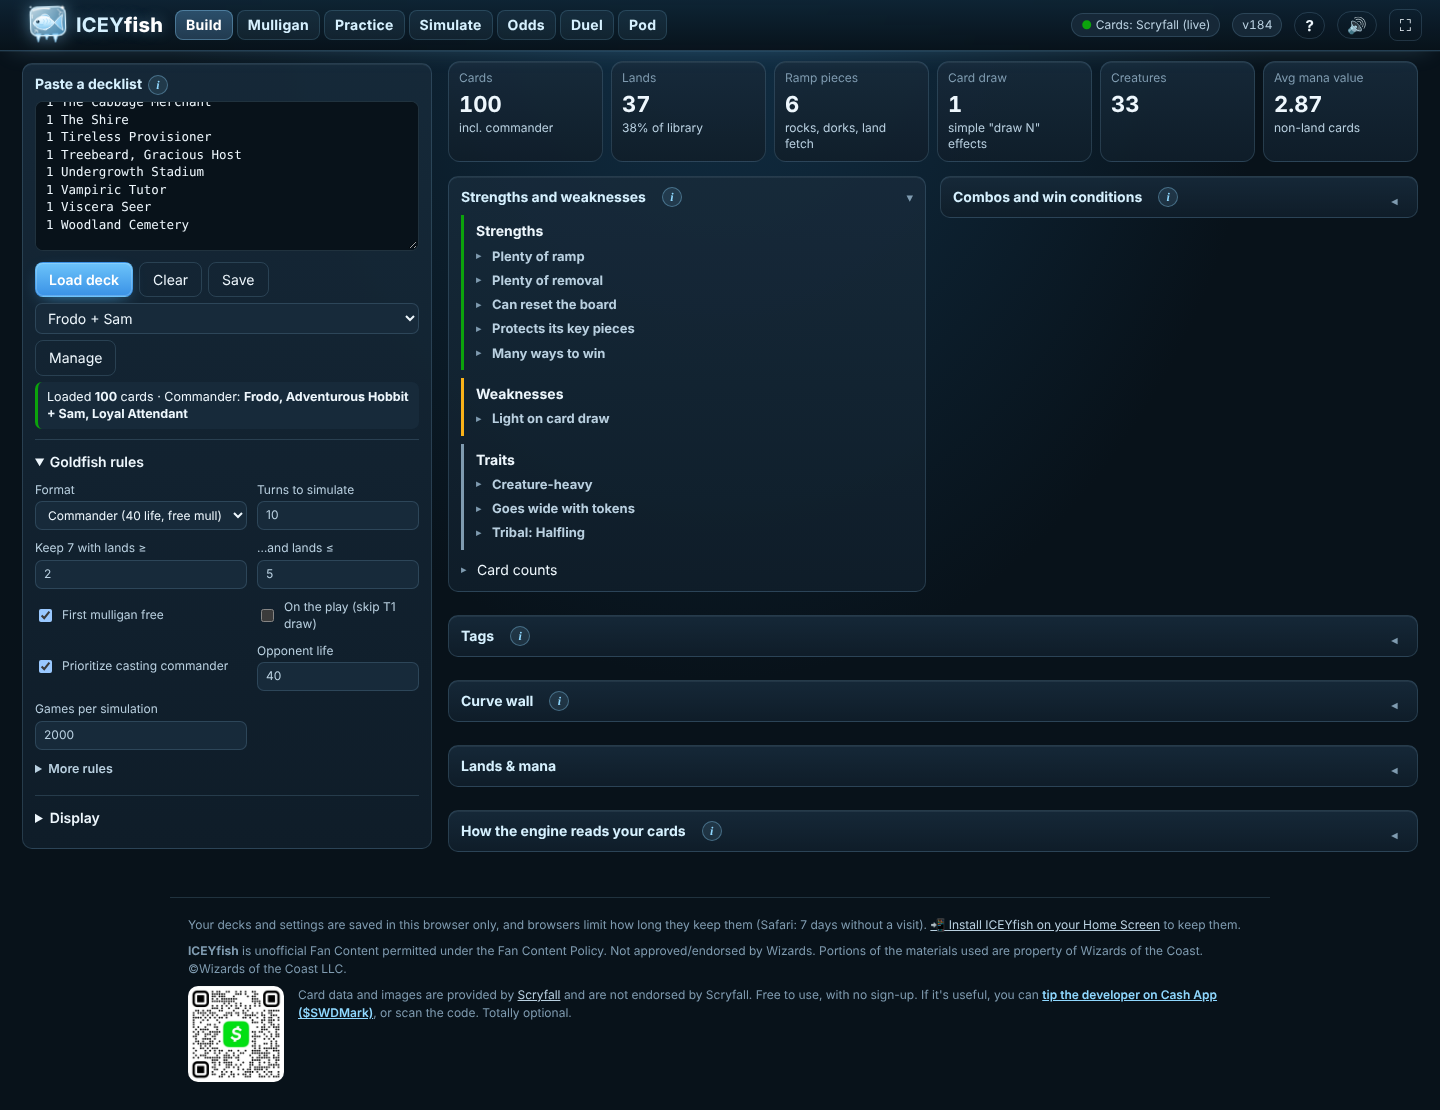 ICEYfish
Build
Mulligan
Practice
Simulate
Odds
Duel
Pod
Cards: Scryfall (live)
v184
?
Paste a decklist i
1 The Cabbage Merchant
1 The Shire
1 Tireless Provisioner
1 Treebeard, Gracious Host
1 Undergrowth Stadium
1 Vampiric Tutor
1 Viscera Seer
1 Woodland Cemetery
Load deck
Clear
Save
Frodo + Sam
Manage
Loaded 100 cards · Commander: Frodo, Adventurous Hobbit
+ Sam, Loyal Attendant
Goldfish rules
Format
Turns to simulate
Commander (40 life, free mull)
10
Keep 7 with lands ≥
...and lands ≤
2
5
First mulligan free
On the play (skip T1
draw)
Prioritize casting commander
Opponent life
40
Games per simulation
2000
More rules
Display
Cards
100
incl. commander
Lands
37
38% of library
Ramp pieces
6
rocks, dorks, land
fetch
Card draw
1
simple "draw N"
effects
Creatures
33
Avg mana value
2.87
non-land cards
Strengths and weaknesses i
Strengths
Plenty of ramp
Plenty of removal
Can reset the board
Protects its key pieces
Many ways to win
Weaknesses
Light on card draw
Traits
Creature-heavy
Goes wide with tokens
Tribal: Halfling
Card counts
Combos and win conditions i
Tags i
Curve wall i
Lands & mana
How the engine reads your cards i
Your decks and settings are saved in this browser only, and browsers limit how long they keep them (Safari: 7 days without a visit). 📲 Install ICEYfish on your Home Screen to keep them.
ICEYfish is unofficial Fan Content permitted under the Fan Content Policy. Not approved/endorsed by Wizards. Portions of the materials used are property of Wizards of the Coast.
©Wizards of the Coast LLC.
Card data and images are provided by Scryfall and are not endorsed by Scryfall. Free to use, with no sign-up. If it's useful, you can tip the developer on Cash App
($SWDMark), or scan the code. Totally optional.
$